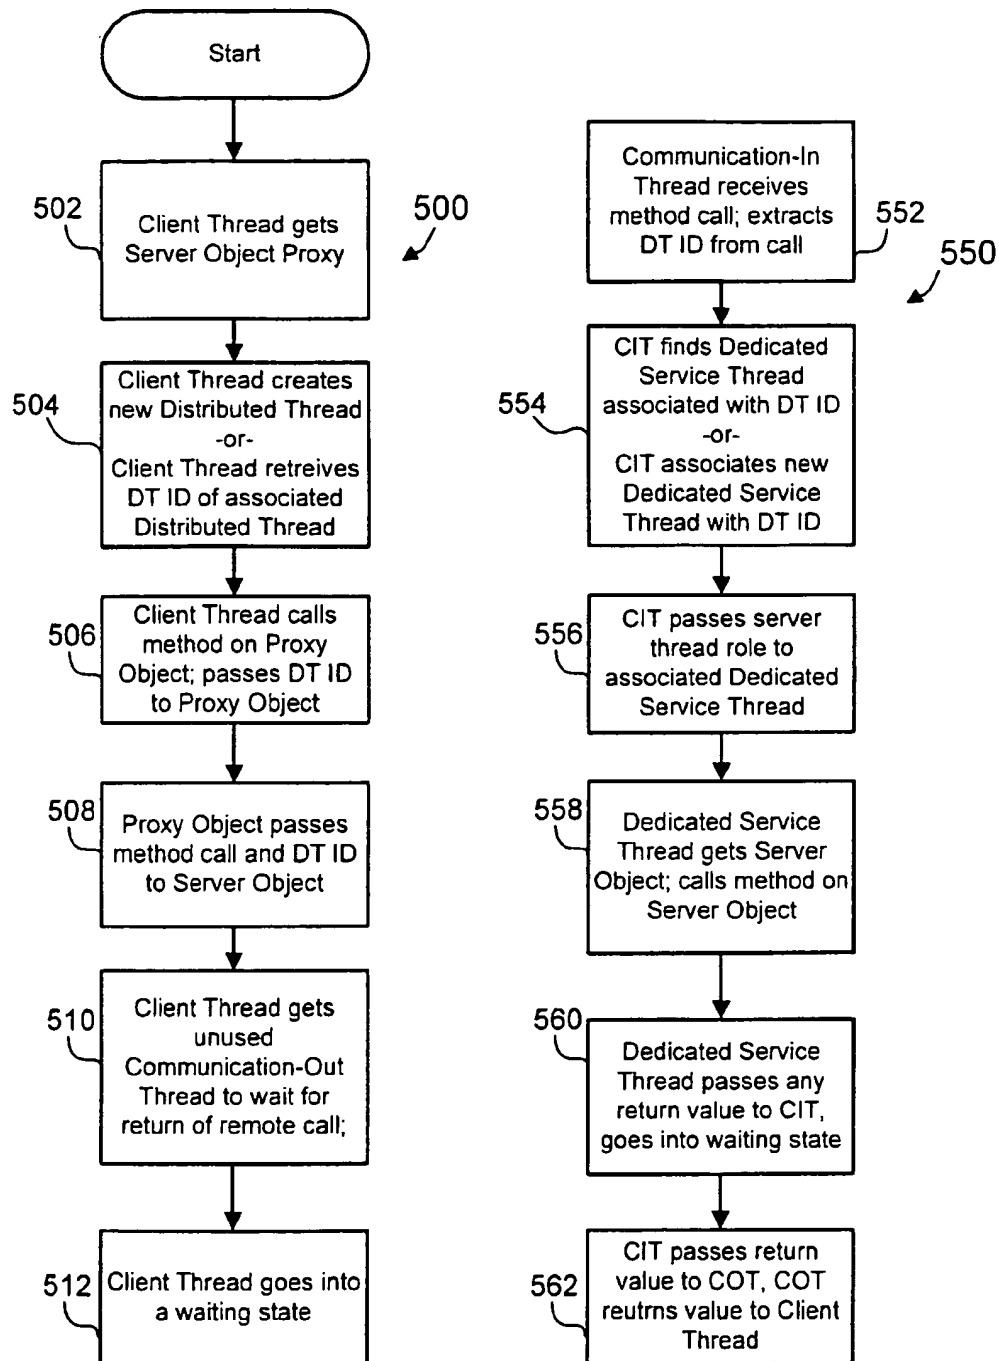 Start
502
Client Thread gets
Server Object Proxy
500
504
Client Thread creates
new Distributed Thread
-or-
Client Thread retreives
DT ID of associated
Distributed Thread
506
Client Thread calls
method on Proxy
Object; passes DT ID
to Proxy Object
508
Proxy Object passes
method call and DT ID
to Server Object
510
Client Thread gets
unused
Communication-Out
Thread to wait for
return of remote call;
512
Client Thread goes into
a waiting state
Communication-In
Thread receives
method call; extracts
DT ID from call
552
550
554
CIT finds Dedicated
Service Thread
associated with DT ID
-or-
CIT associates new
Dedicated Service
Thread with DT ID
556
CIT passes server
thread role to
associated Dedicated
Service Thread
558
Dedicated Service
Thread gets Server
Object; calls method on
Server Object
560
Dedicated Service
Thread passes any
return value to CIT,
goes into waiting state
562
CIT passes return
value to COT, COT
reutrns value to Client
Thread